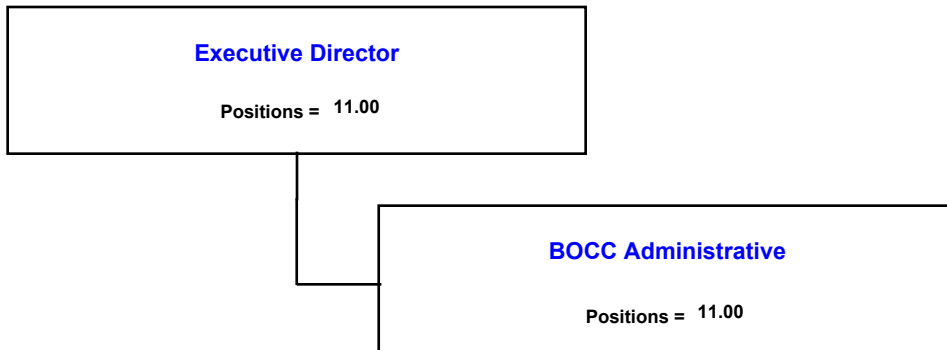 Executive Director
Positions = 11.00
BOCC Administrative
Positions = 11.00